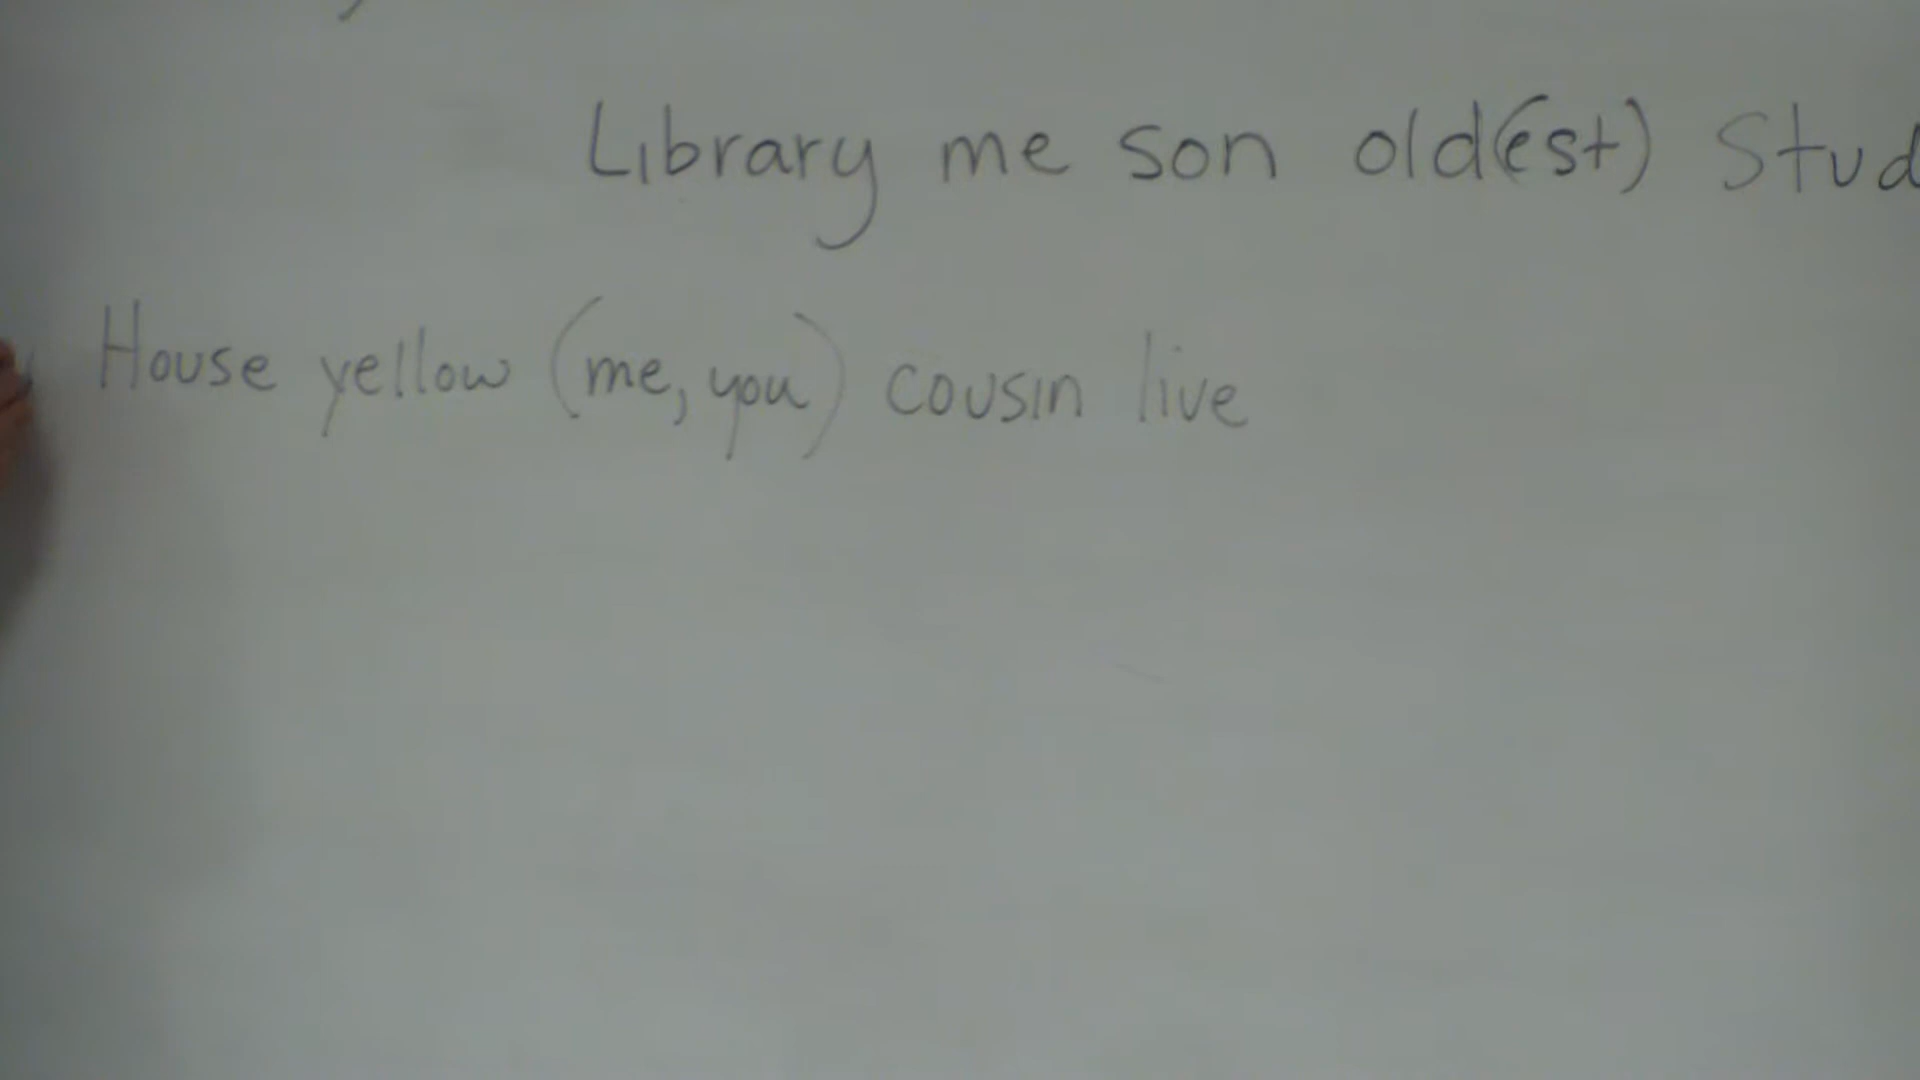 Library me son old(est) Stud
House yellow (me, you) cousin live